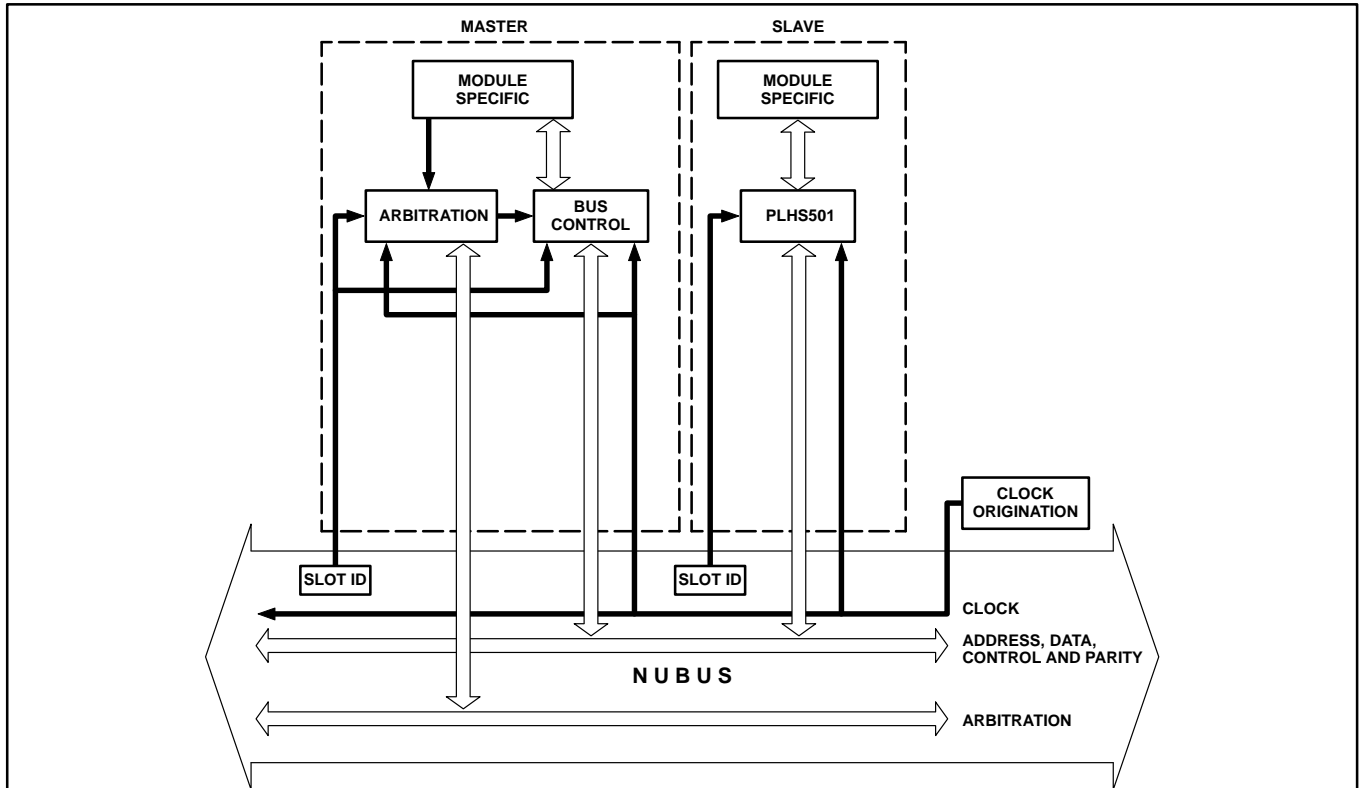 MASTER
SLAVE
MODULE
SPECIFIC
MODULE
SPECIFIC
ARBITRATION
BUS
CONTROL
PLHS501
CLOCK
ORIGINATION
SLOT ID
SLOT ID
CLOCK
ADDRESS, DATA,
CONTROL AND PARITY
N U B U S
ARBITRATION